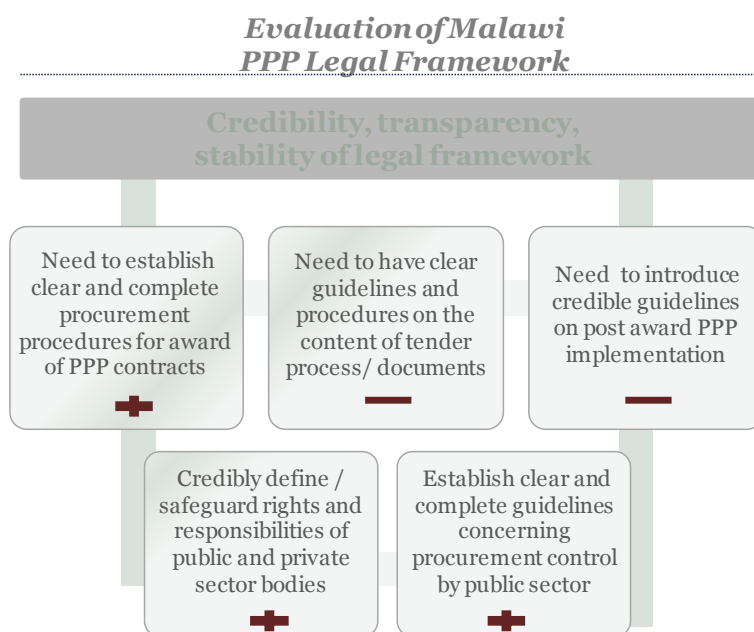 Evaluation of Malawi
PPP Legal Framework
Credibility, transparency,
stability of legal framework
Need to establish
clear and complete
procurement
procedures for award
of PPP contracts
Need to have clear
guidelines and
procedures on the
content of tender
process/ documents
Need to introduce
credible guidelines
on post award PPP
implementation
Credibly define /
safeguard rights and
responsibilities of
public and private
sector bodies
Establish clear and
complete guidelines
concerning
procurement control
by public sector